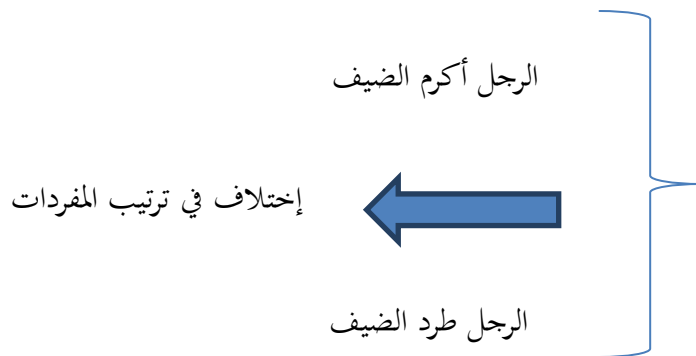 الرجل أكرم الضيف
إختلاف في ترتيب المفردات
الرجل طرد الضيف